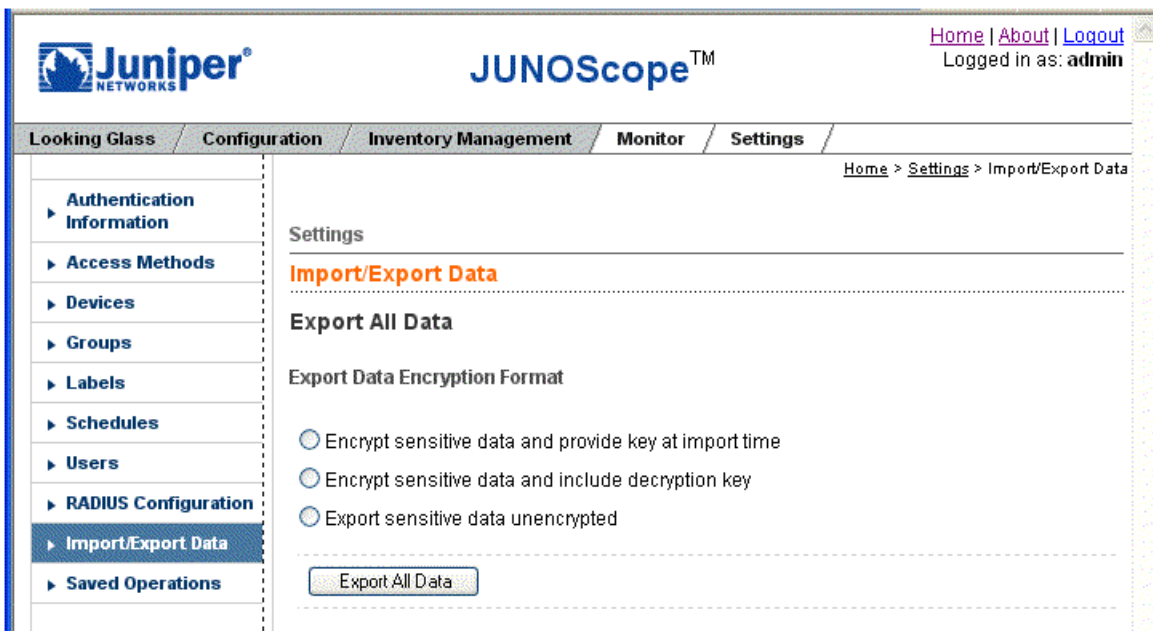 Juniper®
NETWORKS
JUNOScope™
Home | About | Logout
Logged in as: admin
Looking Glass / Configuration / Inventory Management / Monitor / Settings /
Home > Settings > Import/Export Data
Authentication
Information
Access Methods
Devices
Groups
Labels
Schedules
Users
RADIUS Configuration
Import/Export Data
Saved Operations
Settings
Import/Export Data
Export All Data
Export Data Encryption Format
Encrypt sensitive data and provide key at import time
Encrypt sensitive data and include decryption key
Export sensitive data unencrypted
Export All Data